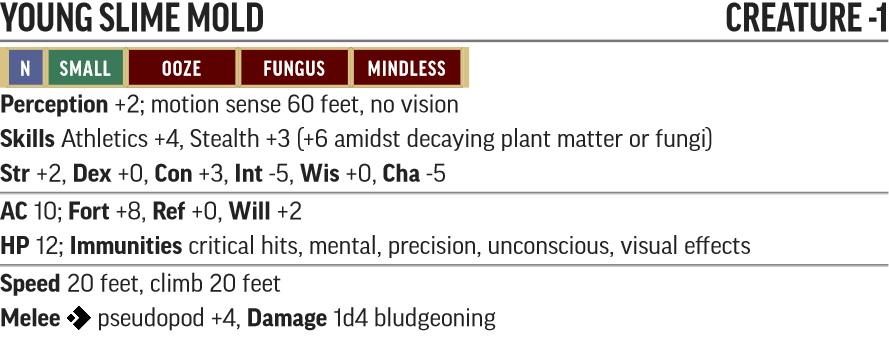 YOUNG SLIME MOLD CREATURE -1
N SMALL OOZE FUNGUS MINDLESS
Perception +2; motion sense 60 feet, no vision
Skills Athletics +4, Stealth +3 (+6 amidst decaying plant matter or fungi)
Str +2, Dex +0, Con +3, Int -5, Wis +0, Cha -5
AC 10; Fort +8, Ref +0, Will +2
HP 12; Immunities critical hits, mental, precision, unconscious, visual effects
Speed 20 feet, climb 20 feet
Melee pseudopod +4, Damage 1d4 bludgeoning